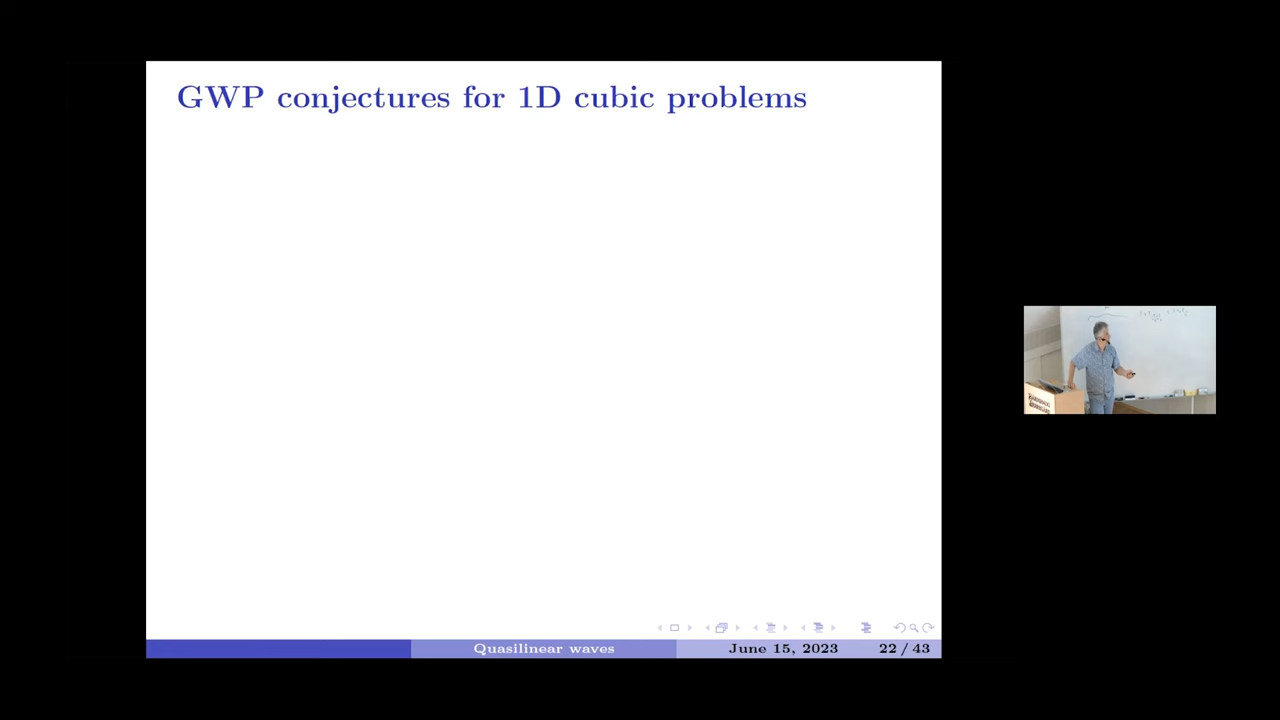 GWP conjectures for 1D cubic problems
Quasilinear waves
June 15, 2023
22 / 43